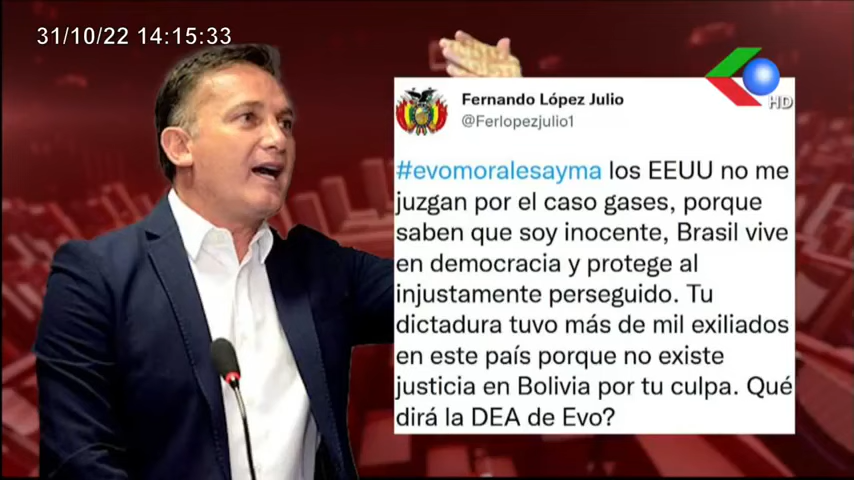 31/10/22 14:15:33
HD
Fernando López Julio
@Ferlopezjulio1
#evomoralesayma los EEUU no me
juzgan por el caso gases, porque
saben que soy inocente, Brasil vive
en democracia y protege al
injustamente perseguido. Tu
dictadura tuvo más de mil exiliados
en este país porque no existe
justicia en Bolivia por tu culpa. Qué
dirá la DEA de Evo?